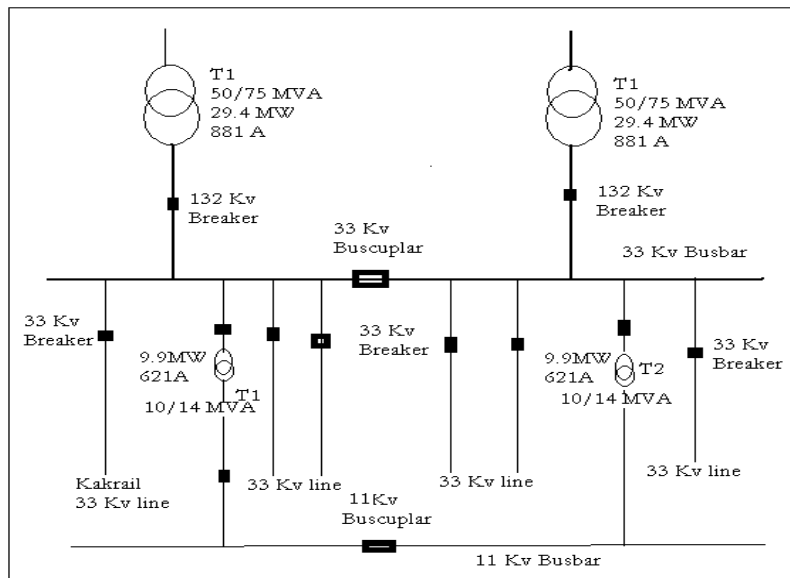 T1
50/75 MVA
29.4 MW
881 A
T1
50/75 MVA
29.4 MW
881 A
132 Kv
Breaker
132 Kv
Breaker
33 Kv
Buscuplar
33 Kv Busbar
33 Kv
Breaker
9.9MW
621A
T1
10/14 MVA
33 Kv
Breaker
9.9MW
621A
T2
10/14 MVA
33 Kv
Breaker
Kakrail
33 Kv line
33 Kv line
33 Kv line
33 Kv line
11Kv
Buscuplar
11 Kv Busbar